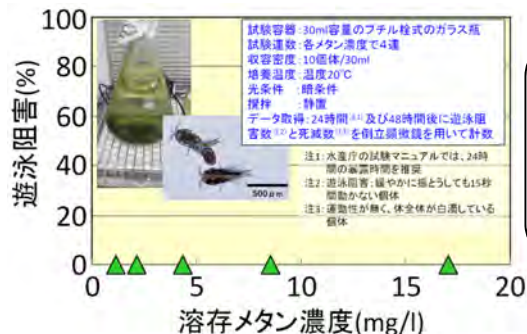 試験容器:30ml容量のブチル栓式のガラス瓶
試験連数:各メタン濃度で4連
収容密度:10個体/30ml
培養温度:温度20℃
光条件 :暗条件
攪拌 :静置
データ取得:24時間(注1)及び48時間後に遊泳阻
害数(注2)と死滅数(注3)を倒立顕微鏡を用いて計数
注1:水産庁の試験マニュアルでは、24時
間の暴露時間を推奨
注2:遊泳阻害:緩やかに振とうしても15秒
間動かない個体
注3:運動性が無く、体全体が白濁している
個体
500μm
遊泳阻害(%)
100
80
60
40
20
0
0 5 10 15 20
溶存メタン濃度(mg/l)